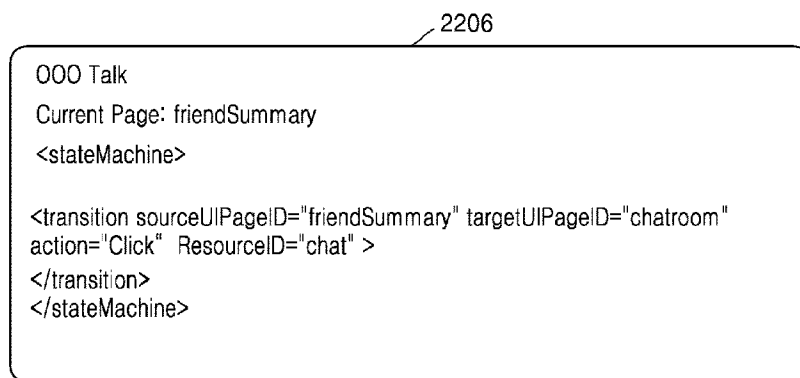 2206
OOO Talk
Current Page: friendSummary
<stateMachine>
<transition sourceUIPageID="friendSummary" targetUIPageID="chatroom"
action="Click" ResourceID="chat" >
</transition>
</stateMachine>